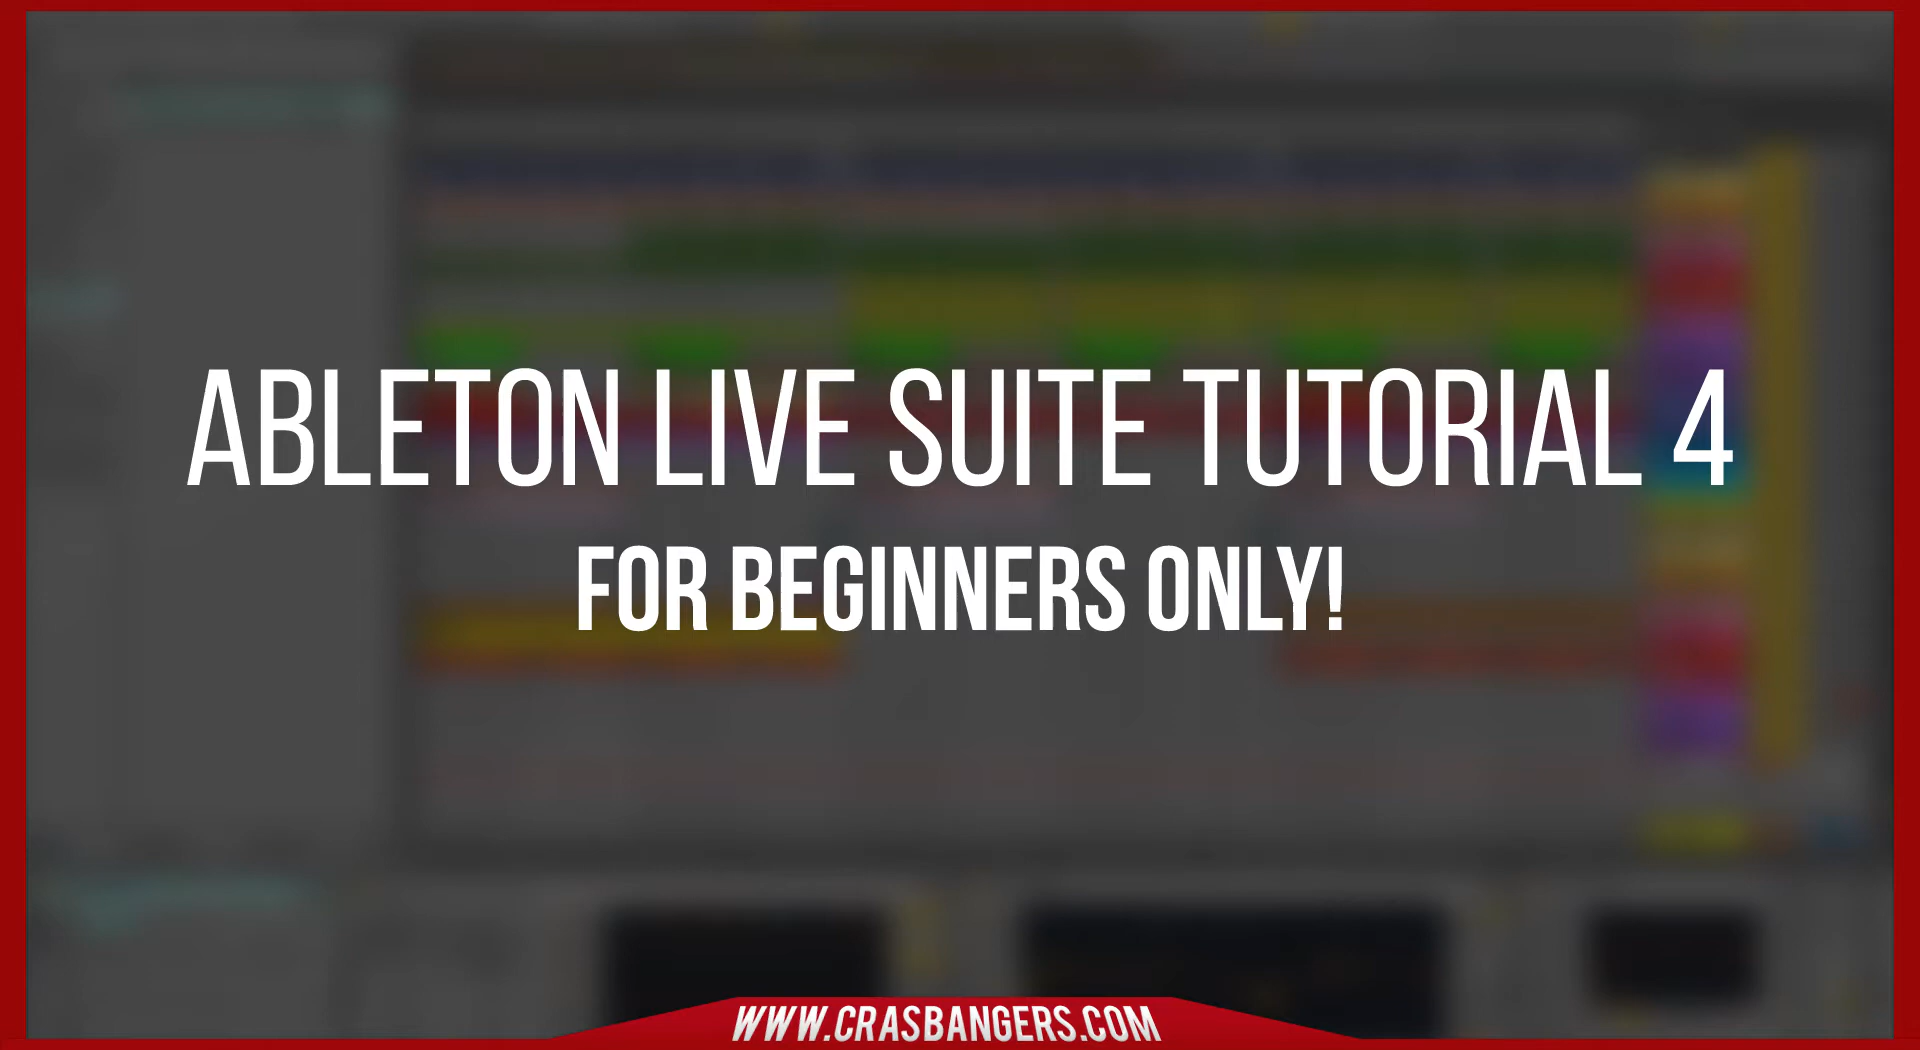 ABLETON LIVE SUITE TUTORIAL 4
FOR BEGINNERS ONLY!
WWW.CRASBANGERS.COM